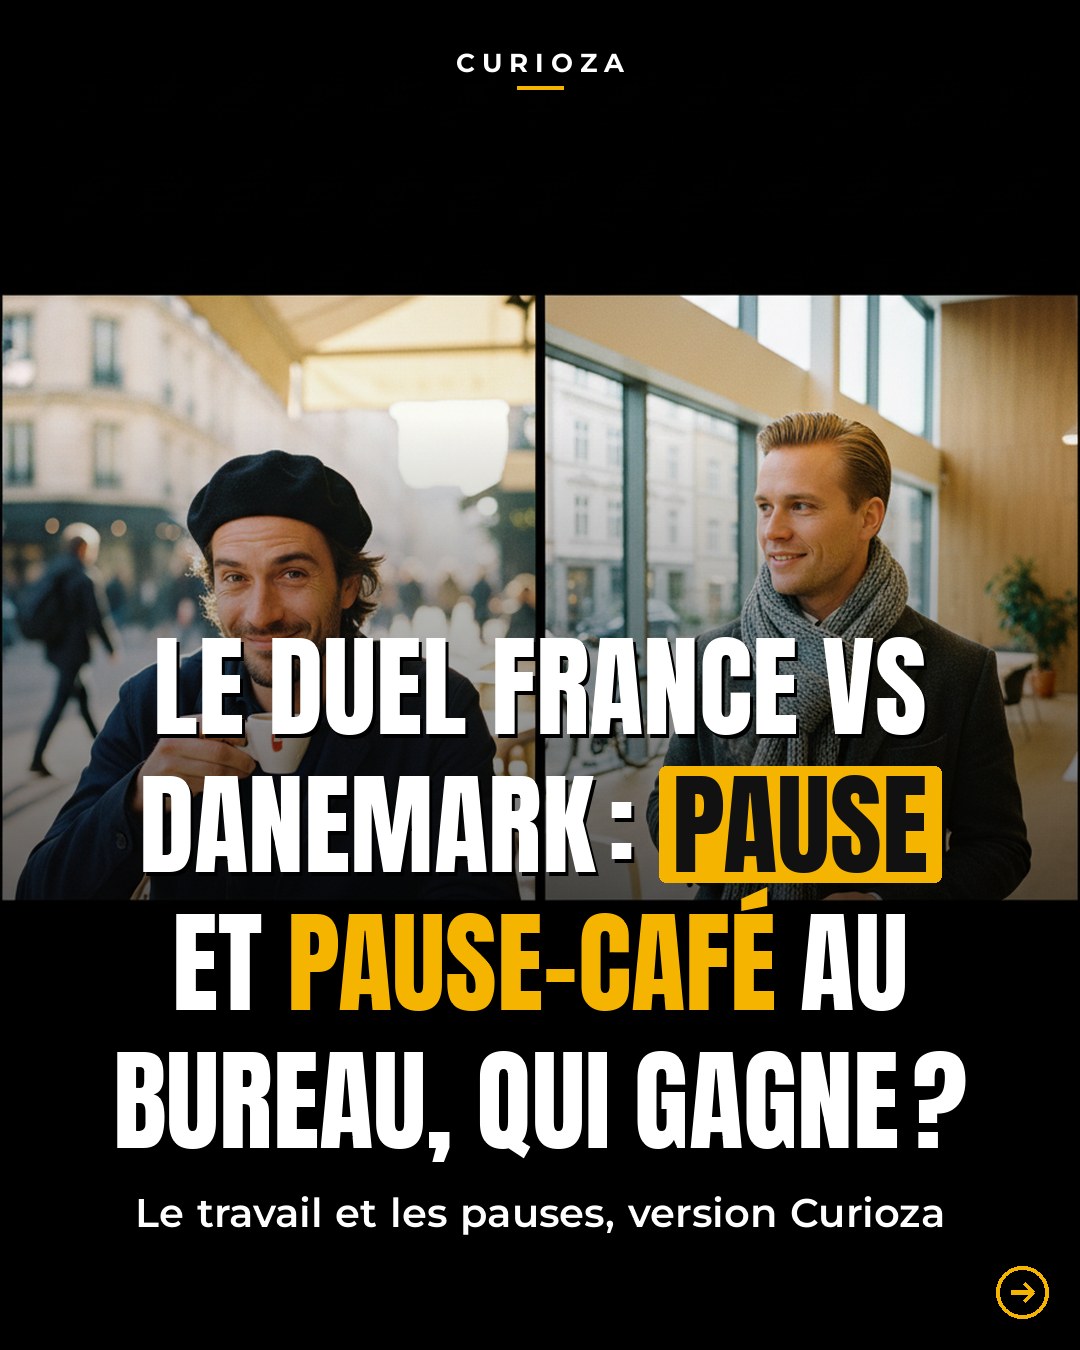 CURIOZA
LE DUEL FRANCE VS
DANEMARK : PAUSE
ET PAUSE-CAFÉ AU
BUREAU, QUI GAGNE ?
Le travail et les pauses, version Curioza